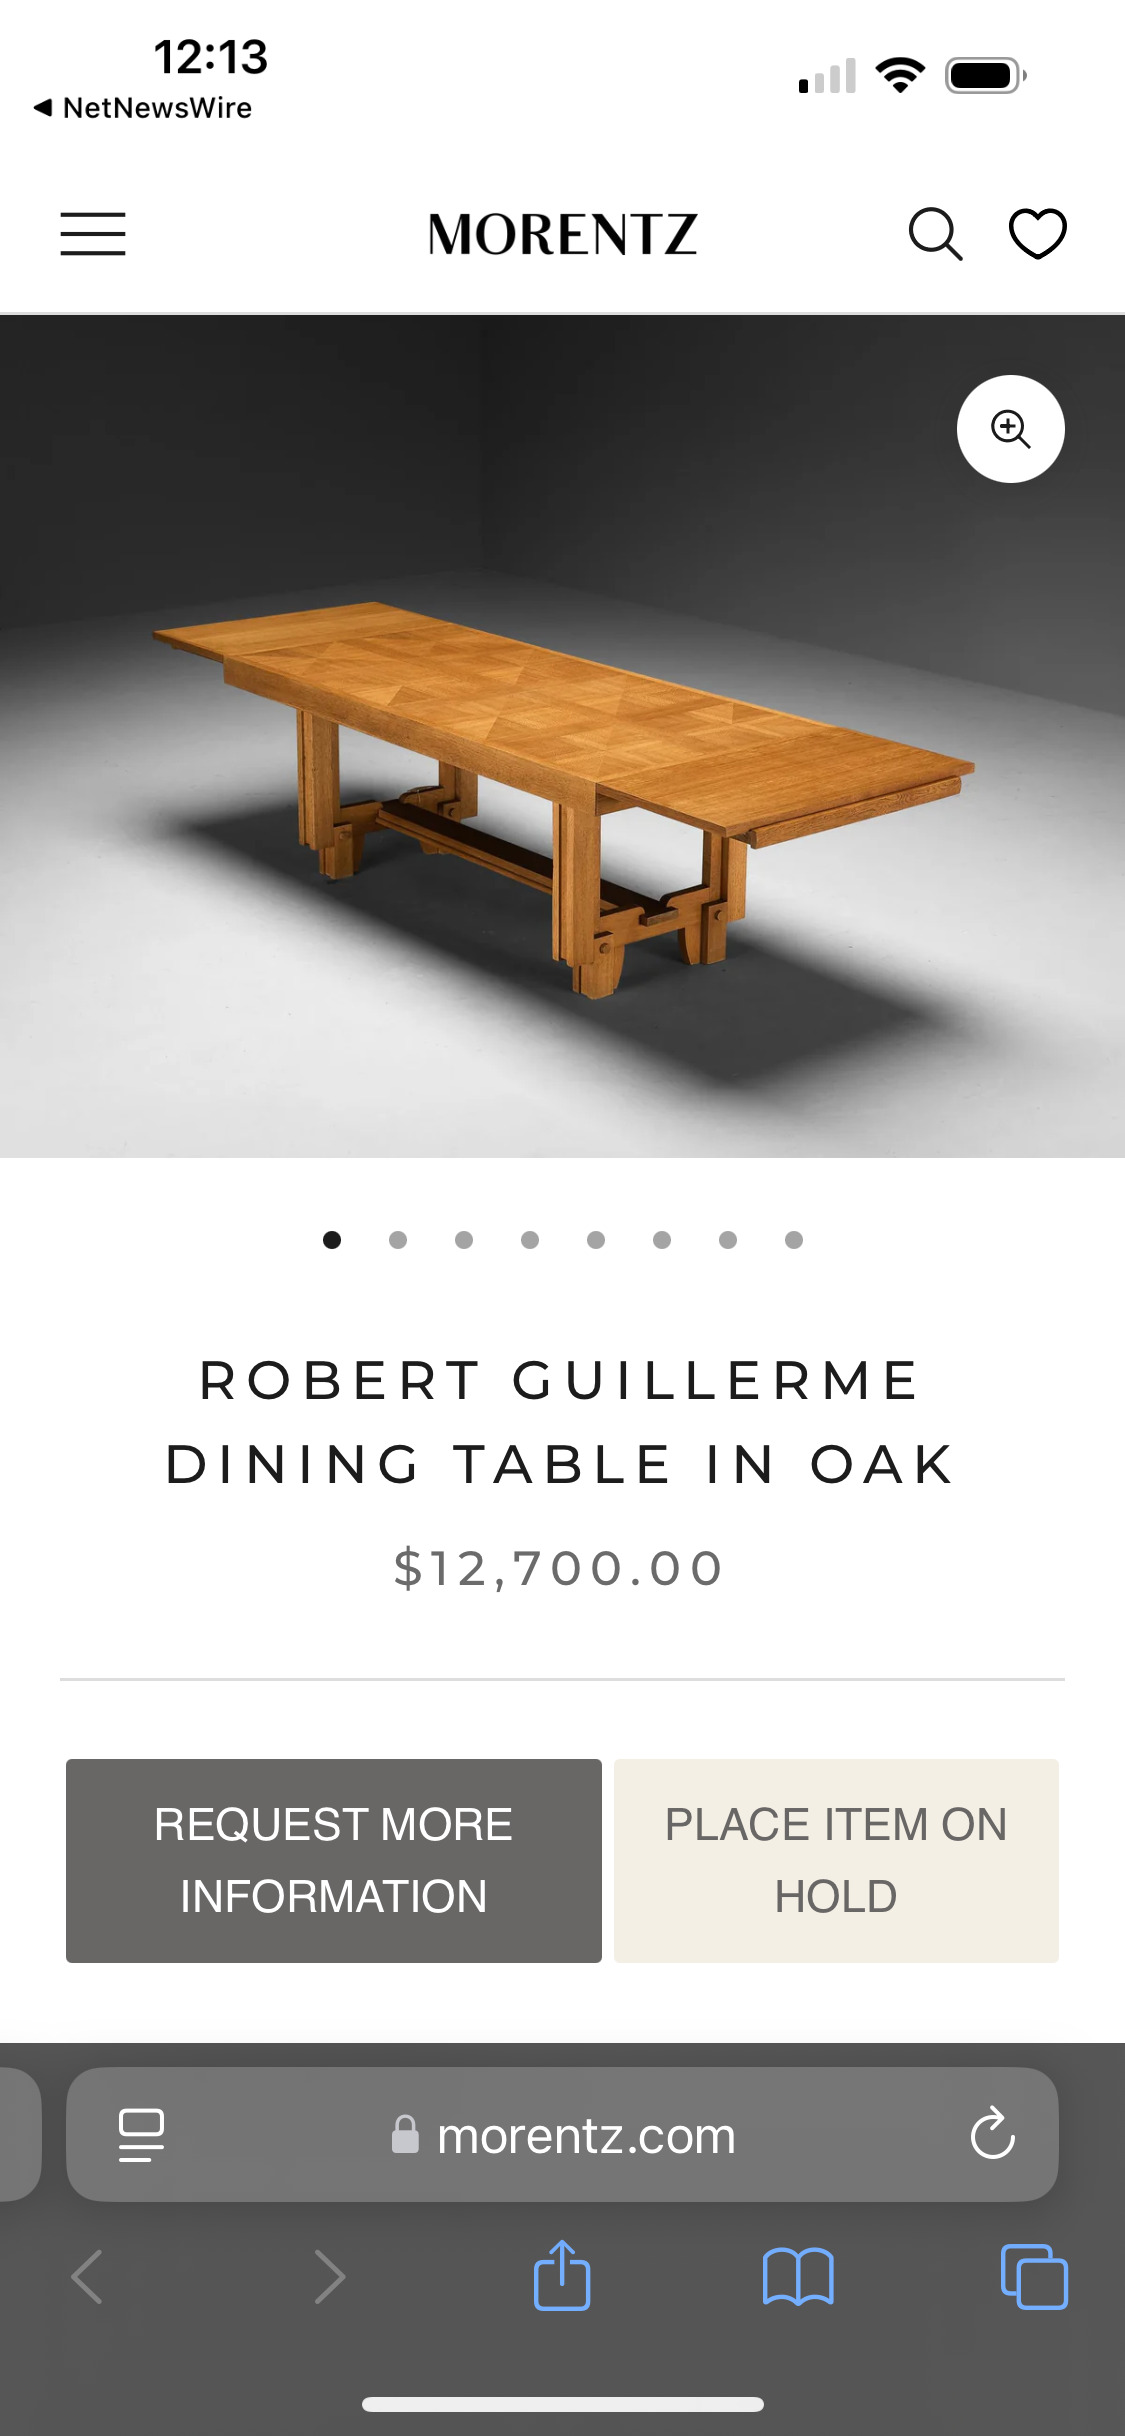 12:13
◀ NetNewsWire
MORENTZ
ROBERT GUILLERME
DINING TABLE IN OAK
$12,700.00
REQUEST MORE
INFORMATION
PLACE ITEM ON
HOLD
morentz.com